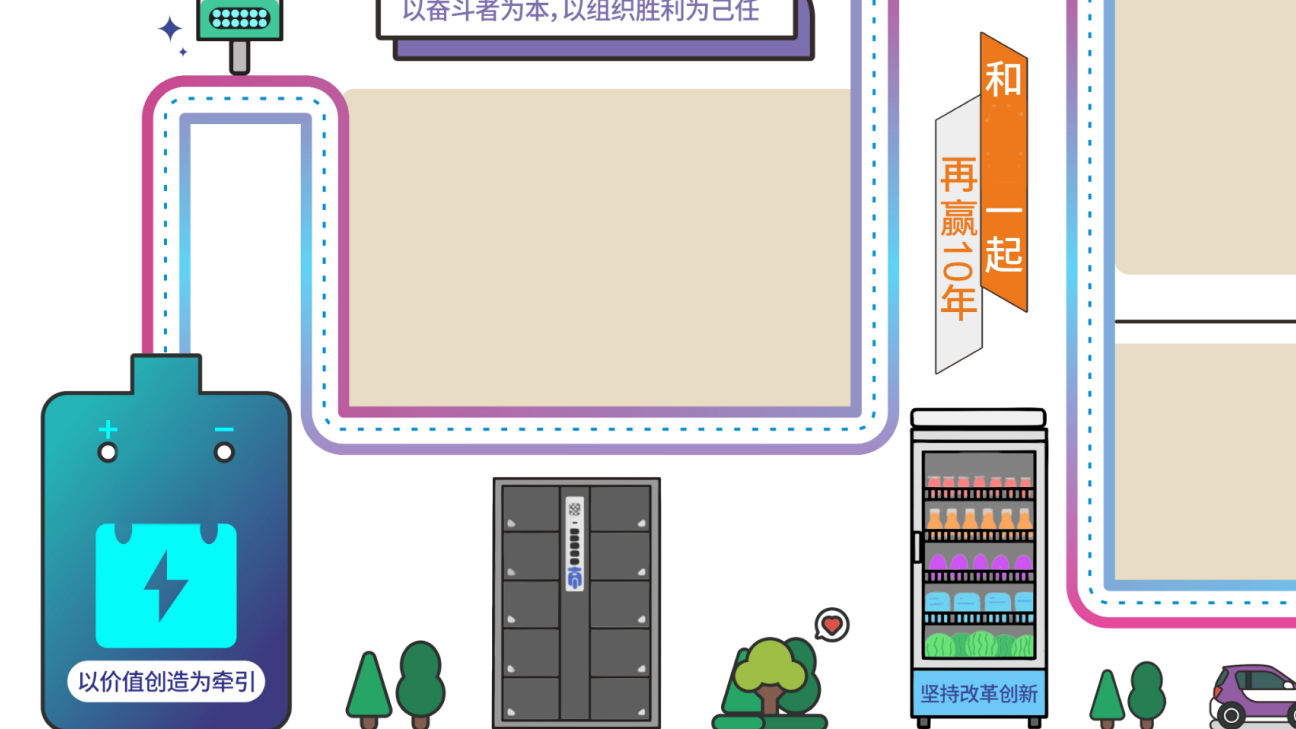 以奋斗者为本，以组织胜利为己任
和 一起
再赢10年
以价值创造为牵引
坚持改革创新